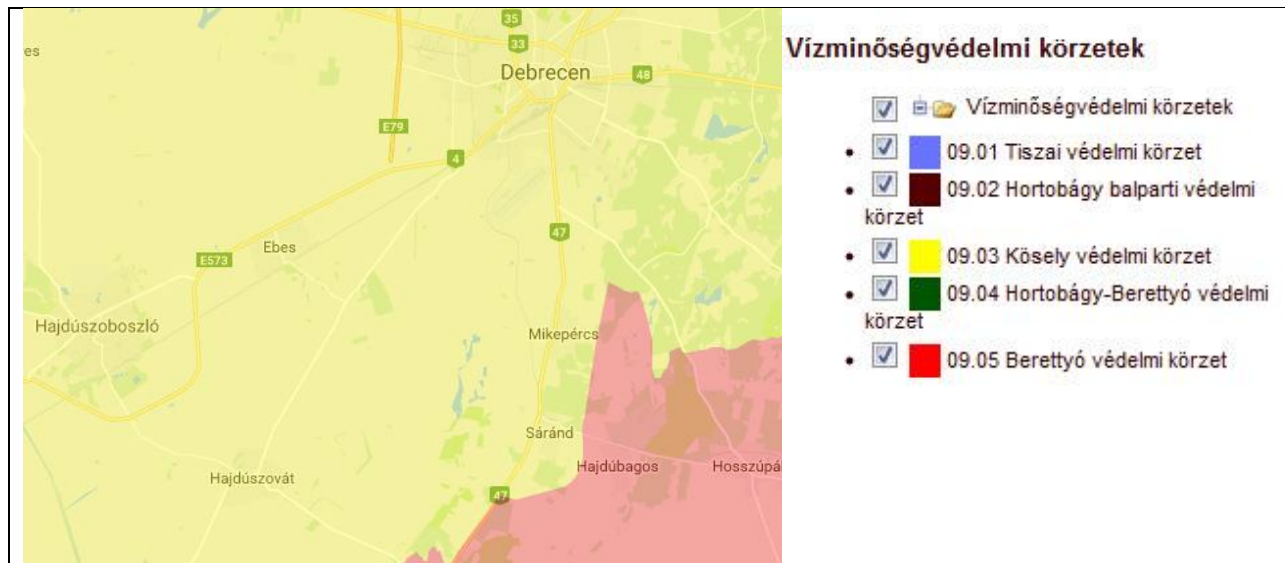 35
es
33
Debrecen
48
E79
4
47
Ebes
E573
Hajdúszoboszló
Mikepércs
Sáránd
Hajdúbagos
Hosszúpá
Hajdúszovát
47
Vízminőségvédelmi körzetek
Vízminőségvédelmi körzetek
09.01 Tiszai védelmi körzet
09.02 Hortobágy balparti védelmi
körzet
09.03 Kösely védelmi körzet
09.04 Hortobágy-Berettyó védelmi
körzet
09.05 Berettyó védelmi körzet